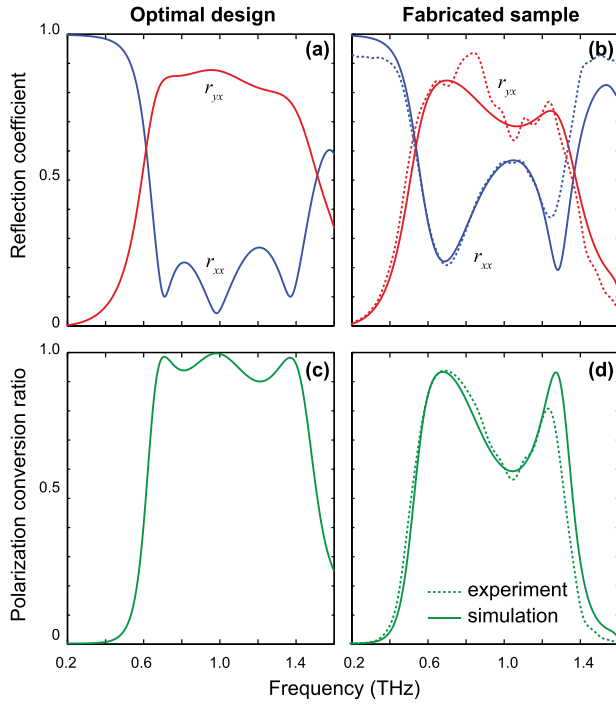 Optimal design
Fabricated sample
Reflection coefficient
1.0
0.5
0
(a)
r_yx
r_xx
(b)
r_yx
r_xx
Polarization conversion ratio
1.0
0.5
0
(c)
(d)
experiment
simulation
0.2 0.6 1.0 1.4
0.2 0.6 1.0 1.4
Frequency (THz)